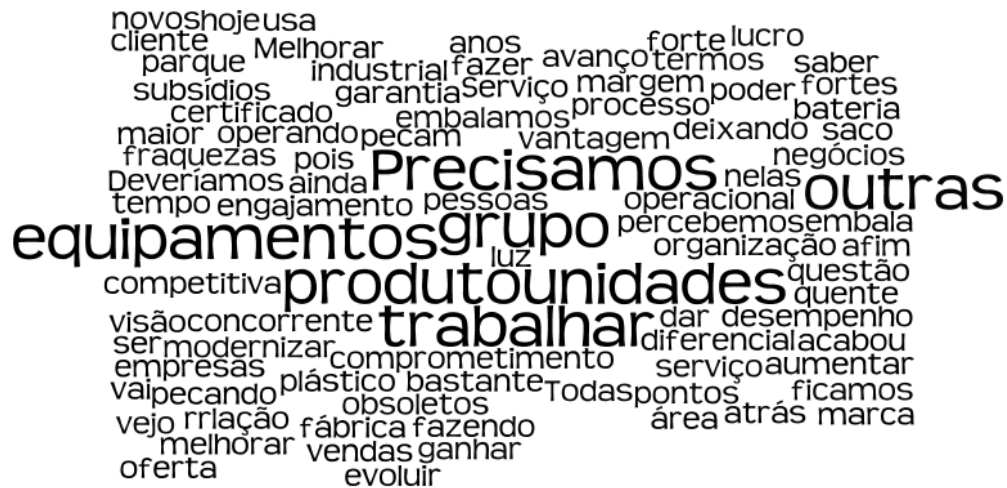 novos hoje usa
cliente Melhorar anos forte lucro
parque industrial fazer avanço termos saber
subsídios garantia Serviço margem poder fortes
certificado embalamos processo bateria
maior operando pecam vantagem deixando saco
fraquezas pois Precisamos negócios
Deveríamos ainda nelas outras
tempo engajamento pessoas operacional
equipamentos grupo percebemos embala
luz organização afim
competitiva produto unidades questão
quente
visão concorrente trabalhar dar desempenho
ser modernizar diferencial acabou
empresas comprometimento serviço aumentar
vai pecando plástico bastante Todas pontos ficamos
obsoletos
vejo rrlação fábrica fazendo área atrás marca
melhorar vendas ganhar
oferta evoluir